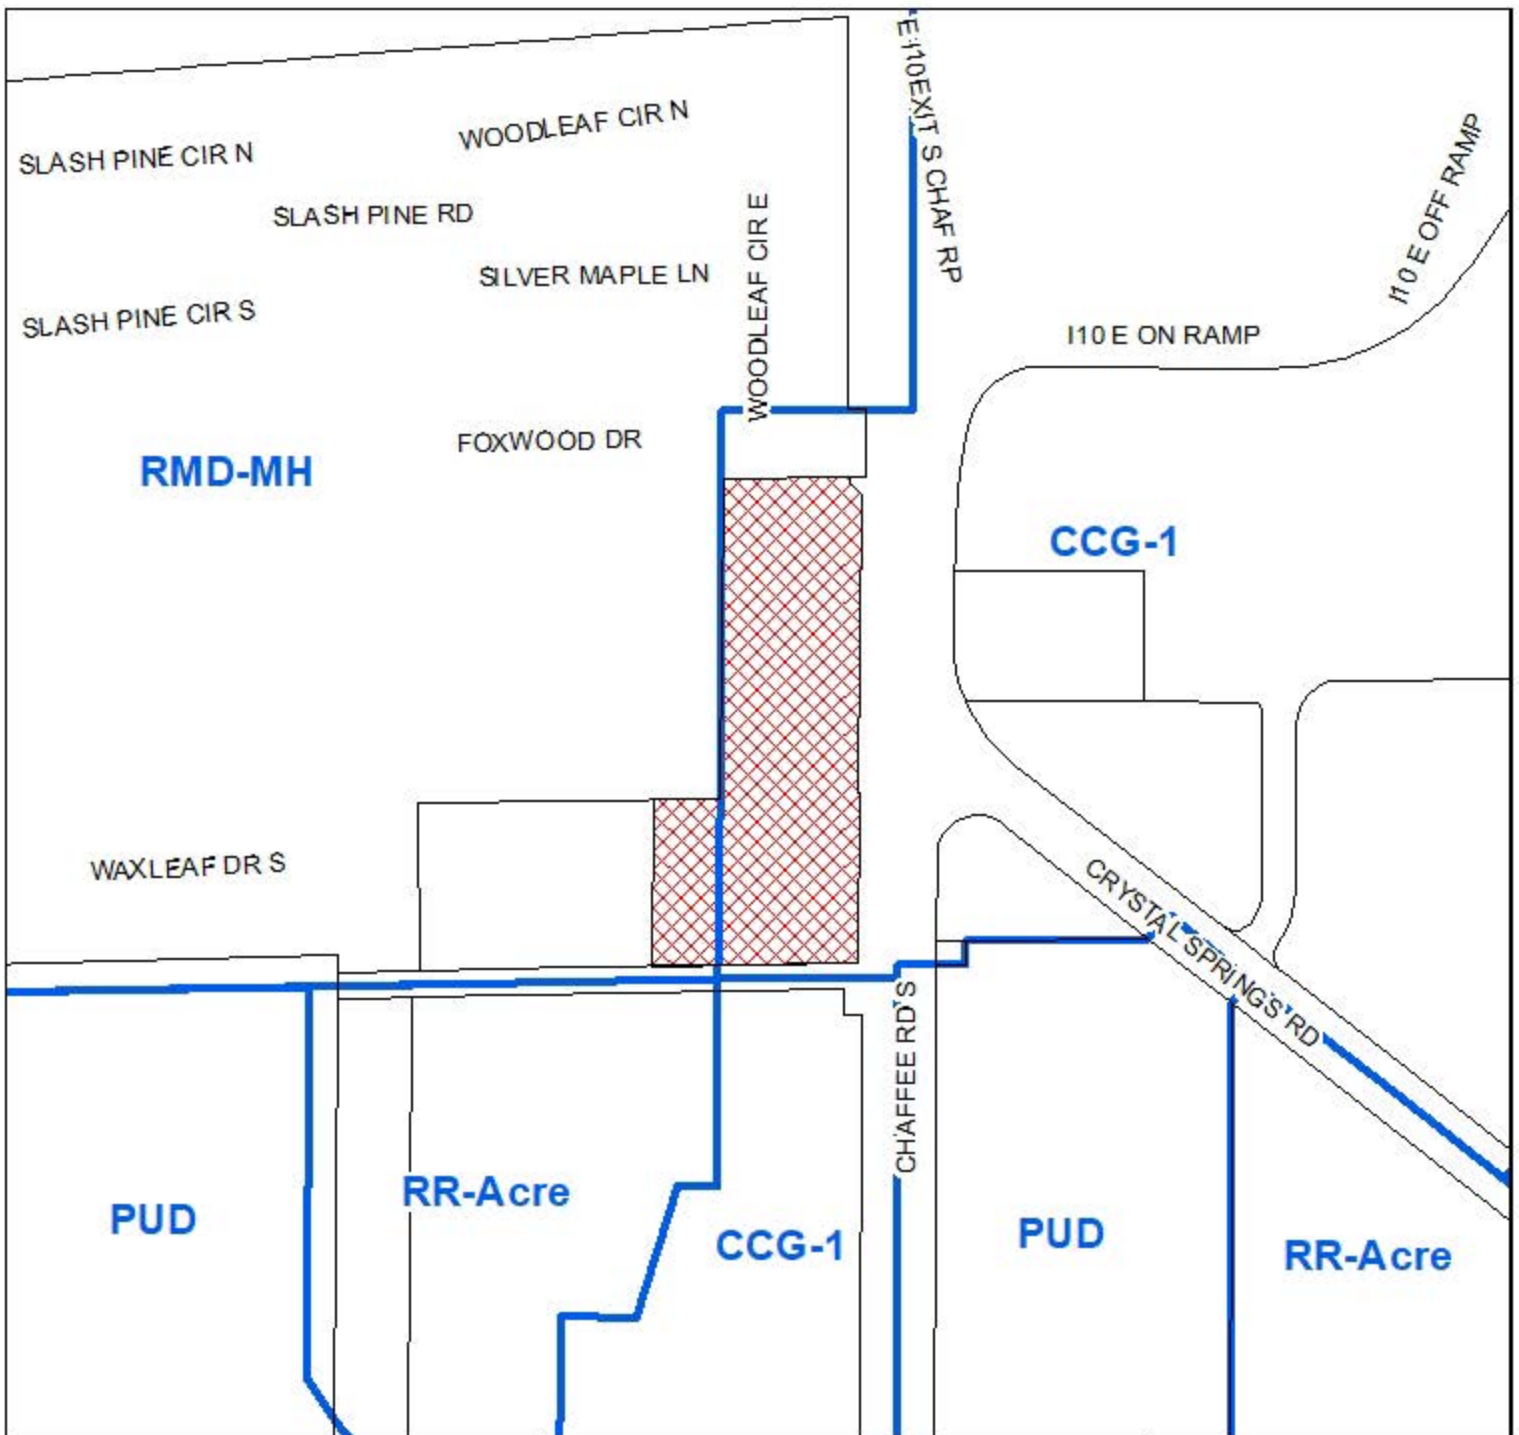 E I10 EXIT S CHAF RP
WOODLEAF CIR N
SLASH PINE CIR N
I10 E OFF RAMP
SLASH PINE RD
WOODLEAF CIR E
SILVER MAPLE LN
SLASH PINE CIR S
I10 E ON RAMP
FOXWOOD DR
RMD-MH
CCG-1
WAXLEAF DR S
CRYSTAL SPRINGS RD
CHAFFEE RD S
RR-Acre
PUD
CCG-1
PUD
RR-Acre